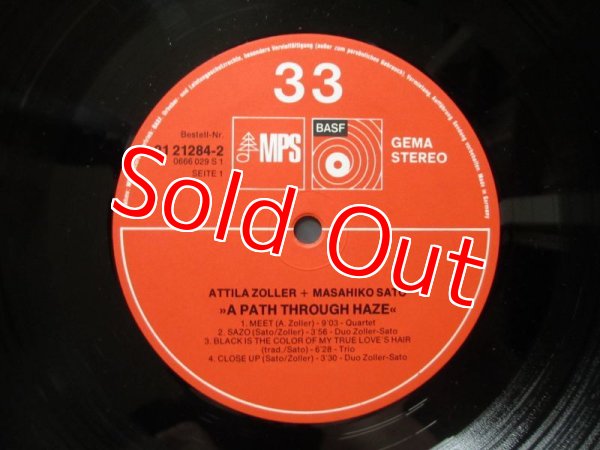 33
Bestell-Nr.
21284-2
0666 029 S 1
SEITE 1
MPS
BASF
GEMA
STEREO
Sold Out
ATTILA ZOLLER + MASAHIKO SATO
»A PATH THROUGH HAZE«
1. MEET (A. Zoller) - 9'03 - Quartet
2. SAZO (Sato/Zoller) - 3'56 - Duo Zoller-Sato
3. BLACK IS THE COLOR OF MY TRUE LOVE'S HAIR
(trad./Sato) - 6'28 - Trio
4. CLOSE UP (Sato/Zoller) - 3'30 - Duo Zoller-Sato